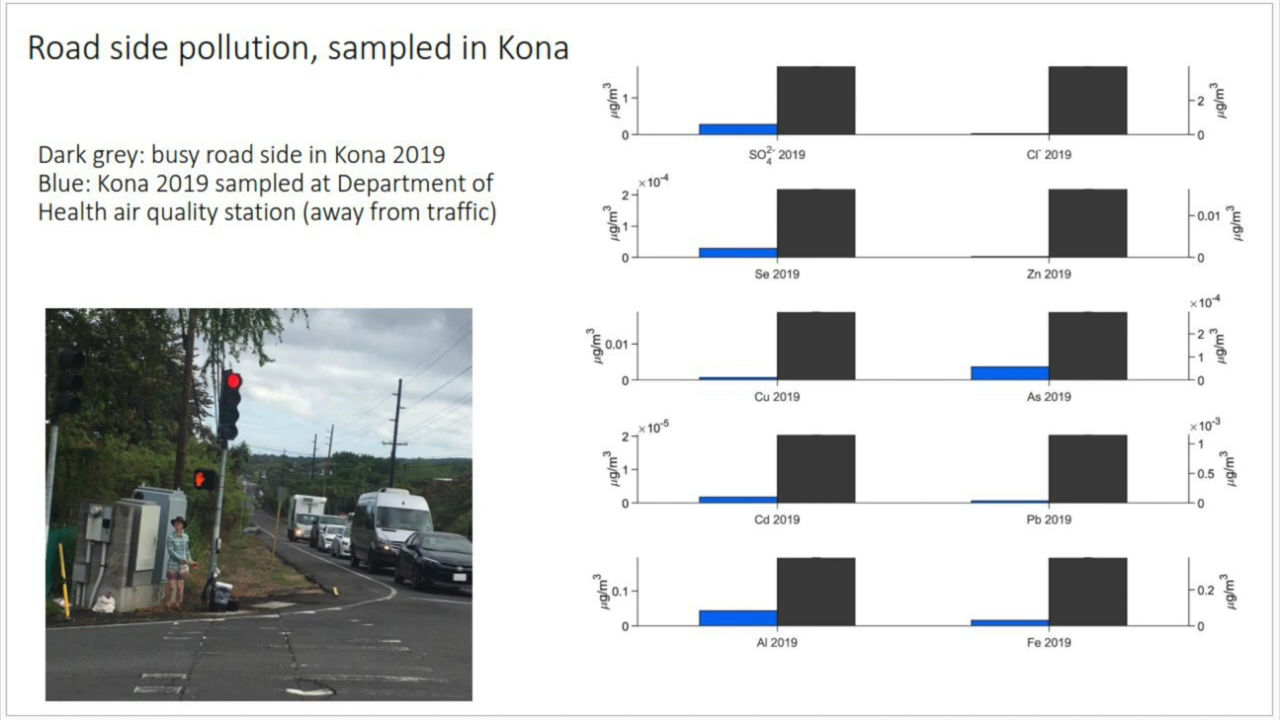 Road side pollution, sampled in Kona
Dark grey: busy road side in Kona 2019
Blue: Kona 2019 sampled at Department of
Health air quality station (away from traffic)
μg/m³
1
0
SO₄²⁻ 2019
Cl⁻ 2019
2
0
μg/m³
×10⁻⁴
μg/m³
2
1
0
Se 2019
Zn 2019
0.01
0
μg/m³
μg/m³
0.01
0
Cu 2019
As 2019
×10⁻⁴
2
1
0
μg/m³
×10⁻⁵
μg/m³
2
1
0
Cd 2019
Pb 2019
×10⁻³
1
0.5
0
μg/m³
μg/m³
0.1
0
Al 2019
Fe 2019
0.2
0
μg/m³